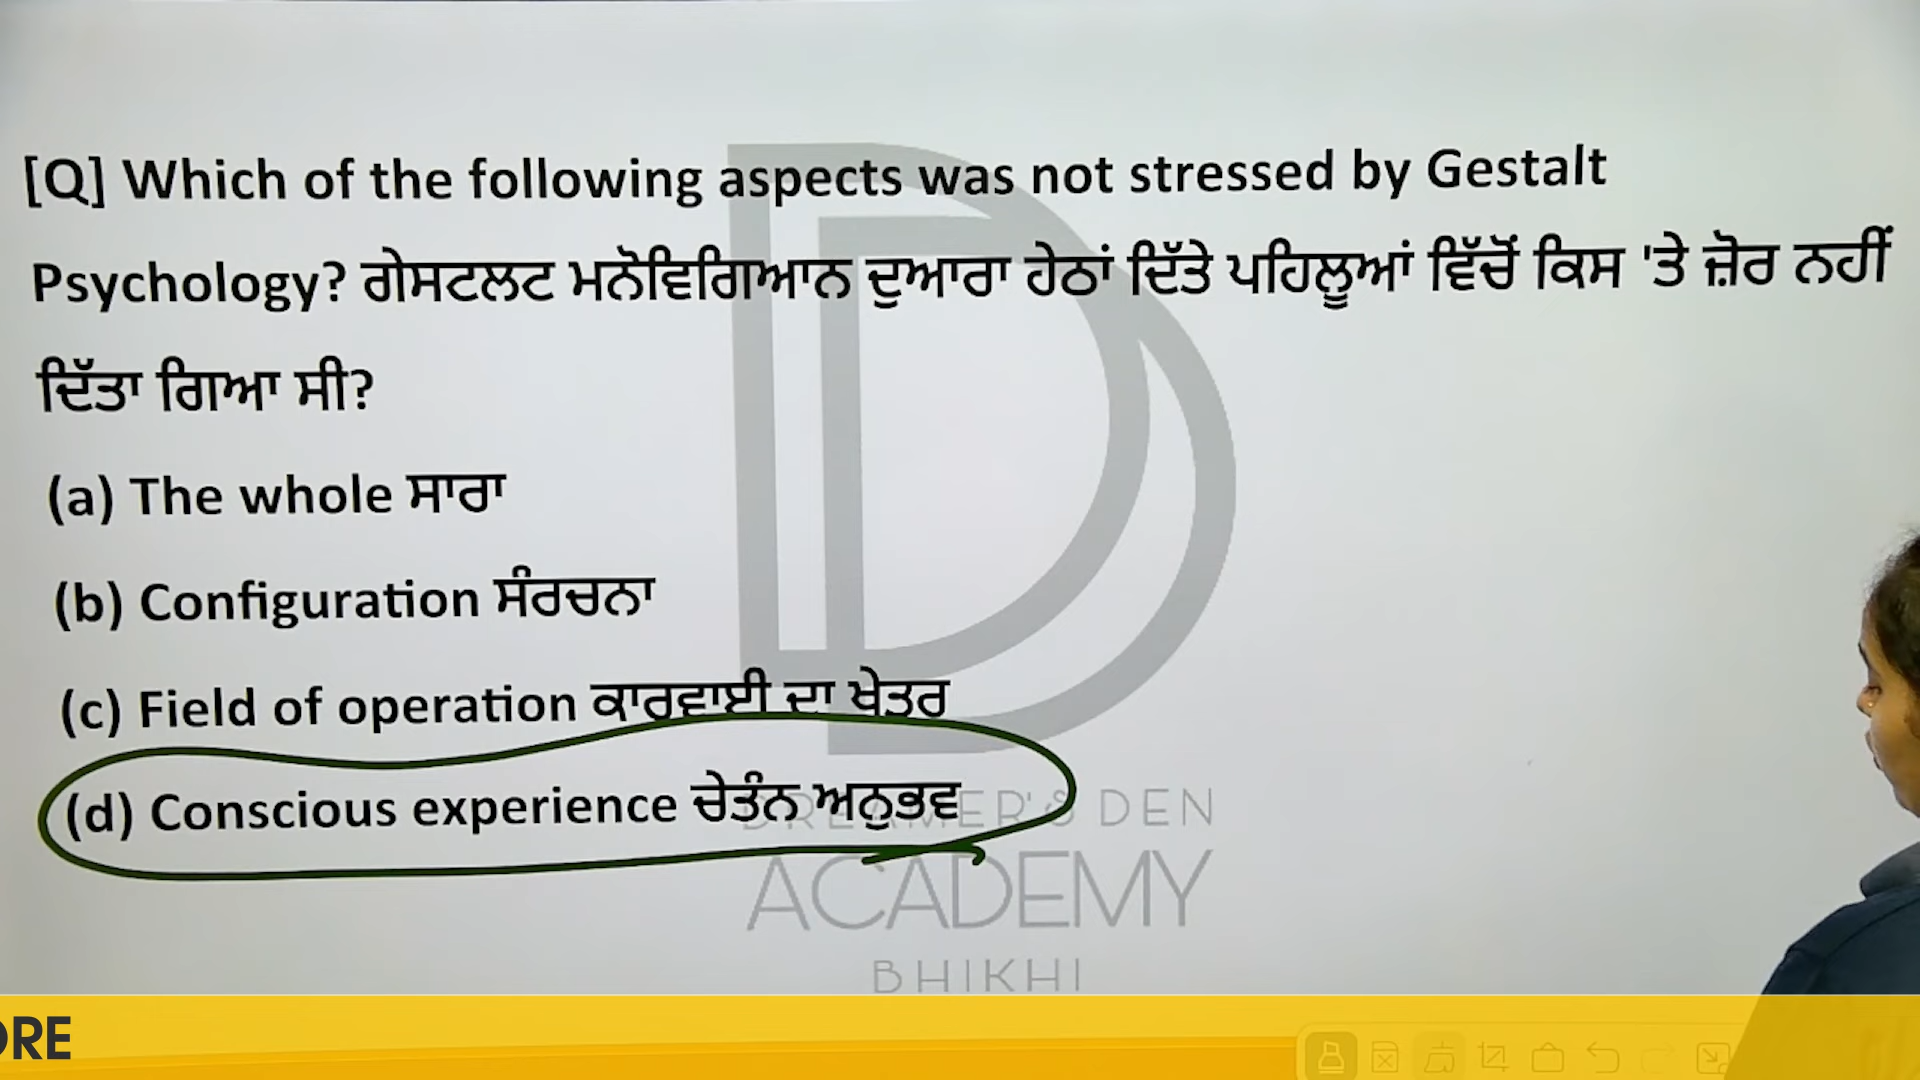 [Q] Which of the following aspects was not stressed by Gestalt
Psychology? ਗੇਸਟਲਟ ਮਨੋਵਿਗਿਆਨ ਦੁਆਰਾ ਹੇਠਾਂ ਦਿੱਤੇ ਪਹਿਲੂਆਂ ਵਿੱਚੋਂ ਕਿਸ 'ਤੇ ਜ਼ੋਰ ਨਹੀਂ
ਦਿੱਤਾ ਗਿਆ ਸੀ?
(a) The whole ਸਾਰਾ
(b) Configuration ਸੰਰਚਨਾ
(c) Field of operation ਕਾਰਵਾਈ ਦਾ ਖੇਤਰ
(d) Conscious experience ਚੇਤੰਨ ਅਨੁਭਵ
DREAMER'S DEN
ACADEMY
BHIKHI